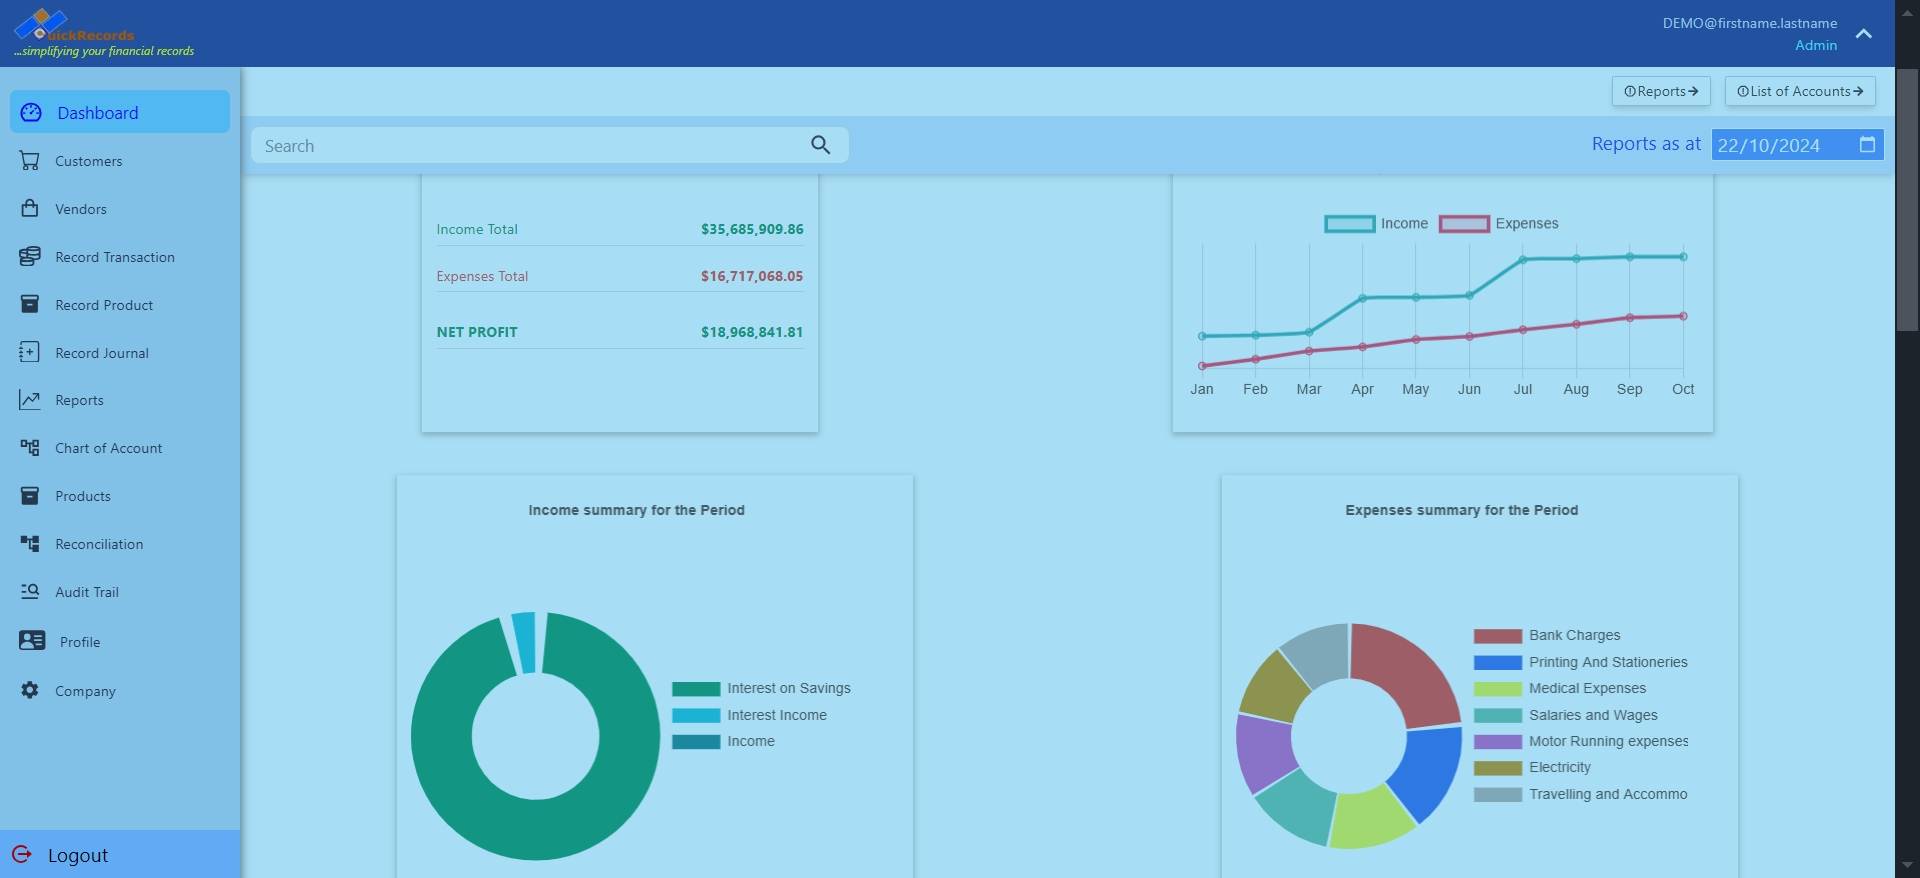 uickRecords
...simplifying your financial records
DEMO@firstname.lastname
Admin
Dashboard
Customers
Vendors
Record Transaction
Record Product
Record Journal
Reports
Chart of Account
Products
Reconciliation
Audit Trail
Profile
Company
Logout
Reports
List of Accounts
Search
Reports as at 22/10/2024
Income Total $35,685,909.86
Expenses Total $16,717,068.05
NET PROFIT $18,968,841.81
Income Expenses
Jan Feb Mar Apr May Jun Jul Aug Sep Oct
Income summary for the Period
Interest on Savings
Interest Income
Income
Expenses summary for the Period
Bank Charges
Printing And Stationeries
Medical Expenses
Salaries and Wages
Motor Running expenses
Electricity
Travelling and Accommo